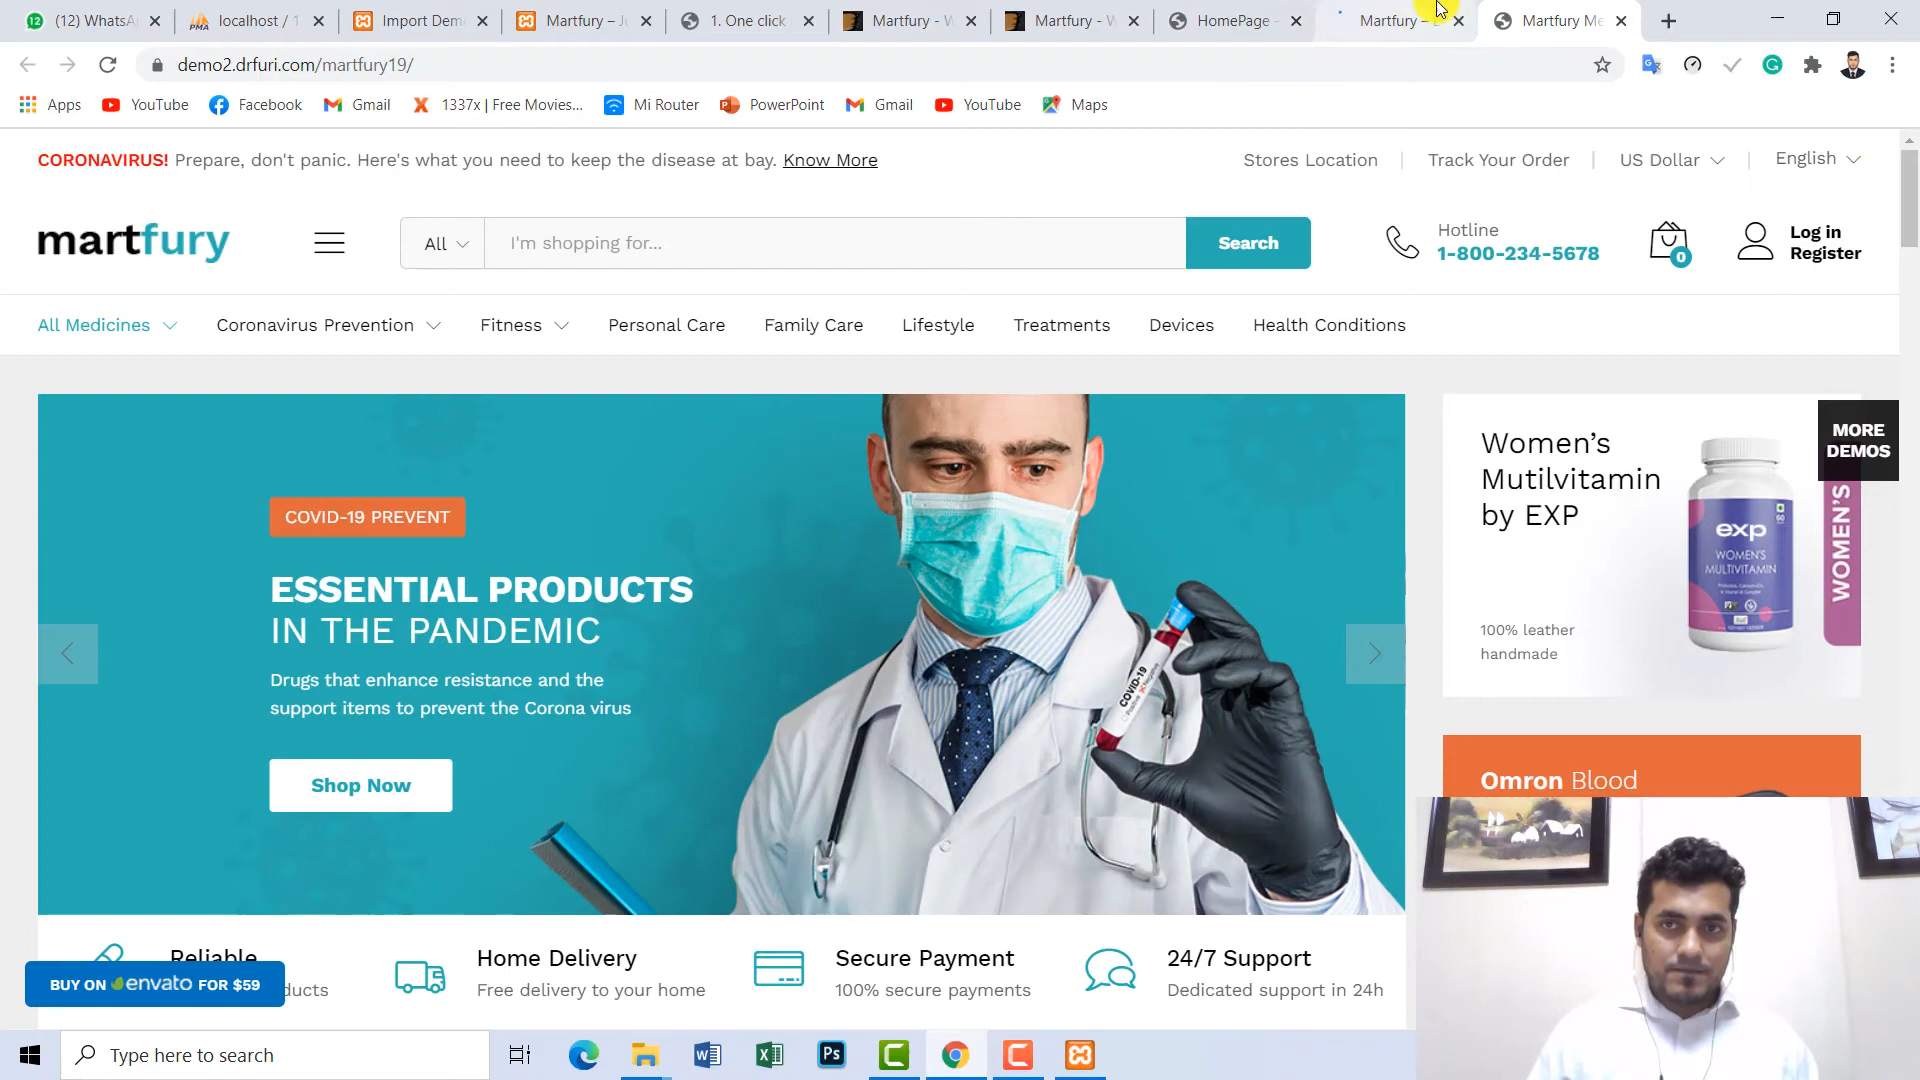 (12) WhatsA
localhost / 1
Import Dem
Martfury – Ju
1. One click
Martfury - W
Martfury - W
HomePage -
Martfury –
Martfury Me
demo2.drfuri.com/martfury19/
Apps
YouTube
Facebook
Gmail
1337x | Free Movies...
Mi Router
PowerPoint
Gmail
YouTube
Maps
CORONAVIRUS! Prepare, don't panic. Here's what you need to keep the disease at bay. Know More
Stores Location
Track Your Order
US Dollar
English
martfury
All
I'm shopping for...
Search
Hotline
1-800-234-5678
0
Log in
Register
All Medicines
Coronavirus Prevention
Fitness
Personal Care
Family Care
Lifestyle
Treatments
Devices
Health Conditions
COVID-19 PREVENT
ESSENTIAL PRODUCTS
IN THE PANDEMIC
Drugs that enhance resistance and the
support items to prevent the Corona virus
Shop Now
COVID-19
Women's
Mutilvitamin
by EXP
100% leather
handmade
exp
WOMEN'S
MULTIVITAMIN
WOMEN'S
MORE
DEMOS
Omron Blood
Reliable
ducts
Home Delivery
Free delivery to your home
Secure Payment
100% secure payments
24/7 Support
Dedicated support in 24h
BUY ON envato FOR $59
Type here to search